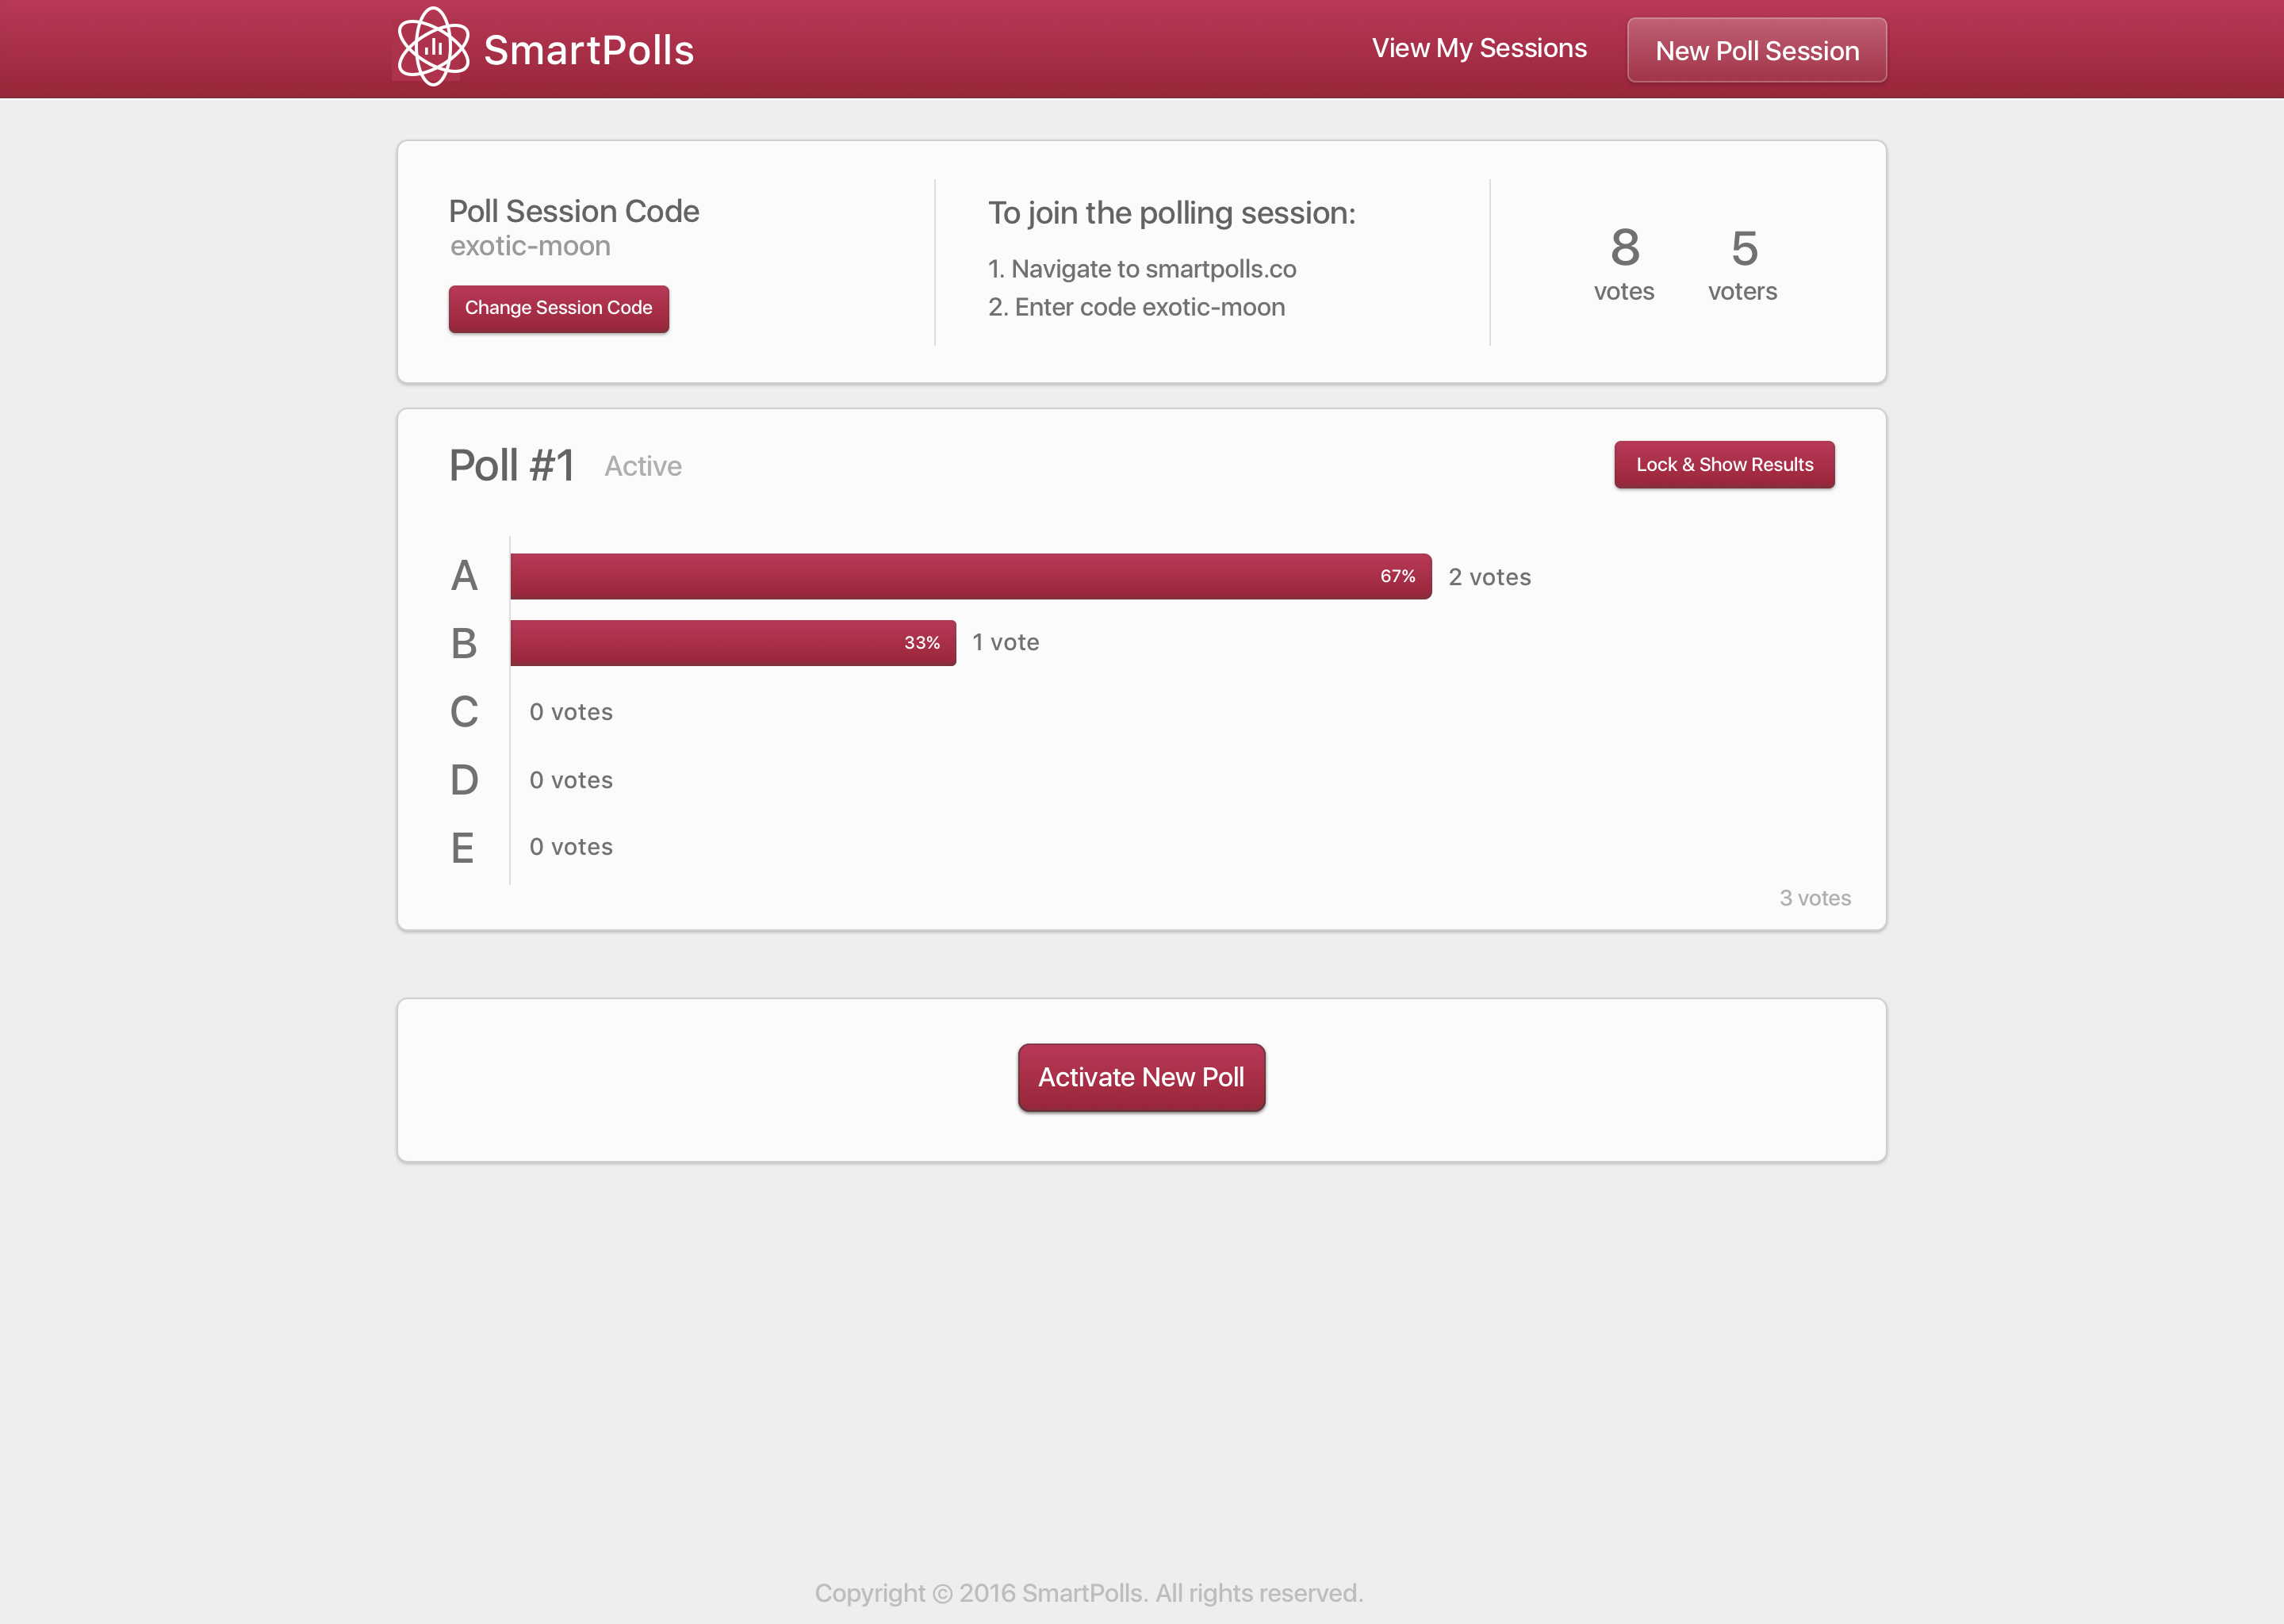 SmartPolls
View My Sessions
New Poll Session
Poll Session Code
exotic-moon
Change Session Code
To join the polling session:
1. Navigate to smartpolls.co
2. Enter code exotic-moon
8
votes
5
voters
Poll #1
Active
Lock & Show Results
A
67%
2 votes
B
33%
1 vote
C
0 votes
D
0 votes
E
0 votes
3 votes
Activate New Poll
Copyright © 2016 SmartPolls. All rights reserved.